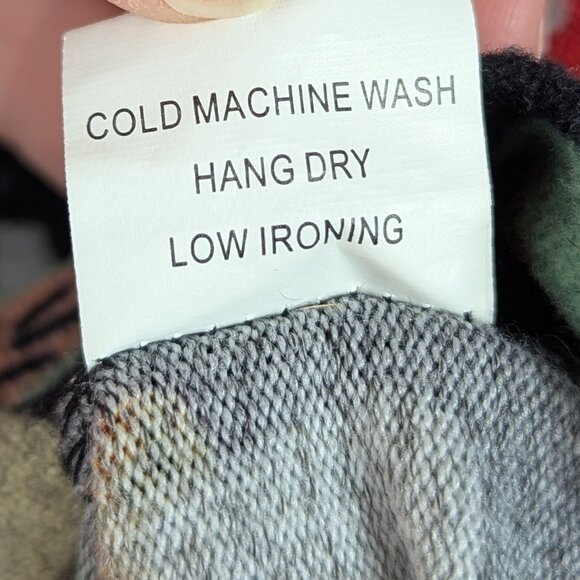 COLD MACHINE WASH
HANG DRY
LOW IRONING